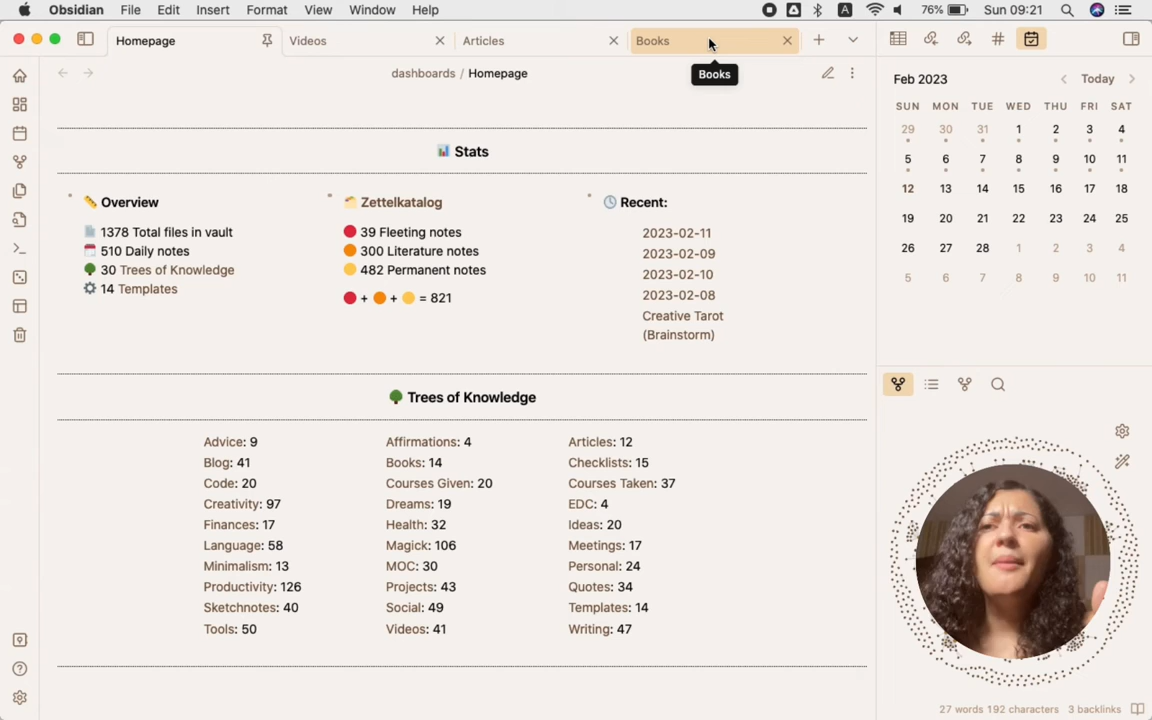 Obsidian File Edit Insert Format View Window Help
A 76% Sun 09:21
Homepage Videos Articles Books
dashboards / Homepage
Books
Stats
Overview
1378 Total files in vault
510 Daily notes
30 Trees of Knowledge
14 Templates
Zettelkatalog
39 Fleeting notes
300 Literature notes
482 Permanent notes
+ + = 821
Recent:
2023-02-11
2023-02-09
2023-02-10
2023-02-08
Creative Tarot
(Brainstorm)
Trees of Knowledge
Advice: 9 Affirmations: 4 Articles: 12
Blog: 41 Books: 14 Checklists: 15
Code: 20 Courses Given: 20 Courses Taken: 37
Creativity: 97 Dreams: 19 EDC: 4
Finances: 17 Health: 32 Ideas: 20
Language: 58 Magick: 106 Meetings: 17
Minimalism: 13 MOC: 30 Personal: 24
Productivity: 126 Projects: 43 Quotes: 34
Sketchnotes: 40 Social: 49 Templates: 14
Tools: 50 Videos: 41 Writing: 47
Feb 2023 Today
SUN MON TUE WED THU FRI SAT
29 30 31 1 2 3 4
5 6 7 8 9 10 11
12 13 14 15 16 17 18
19 20 21 22 23 24 25
26 27 28 1 2 3 4
5 6 7 8 9 10 11
27 words 192 characters 3 backlinks